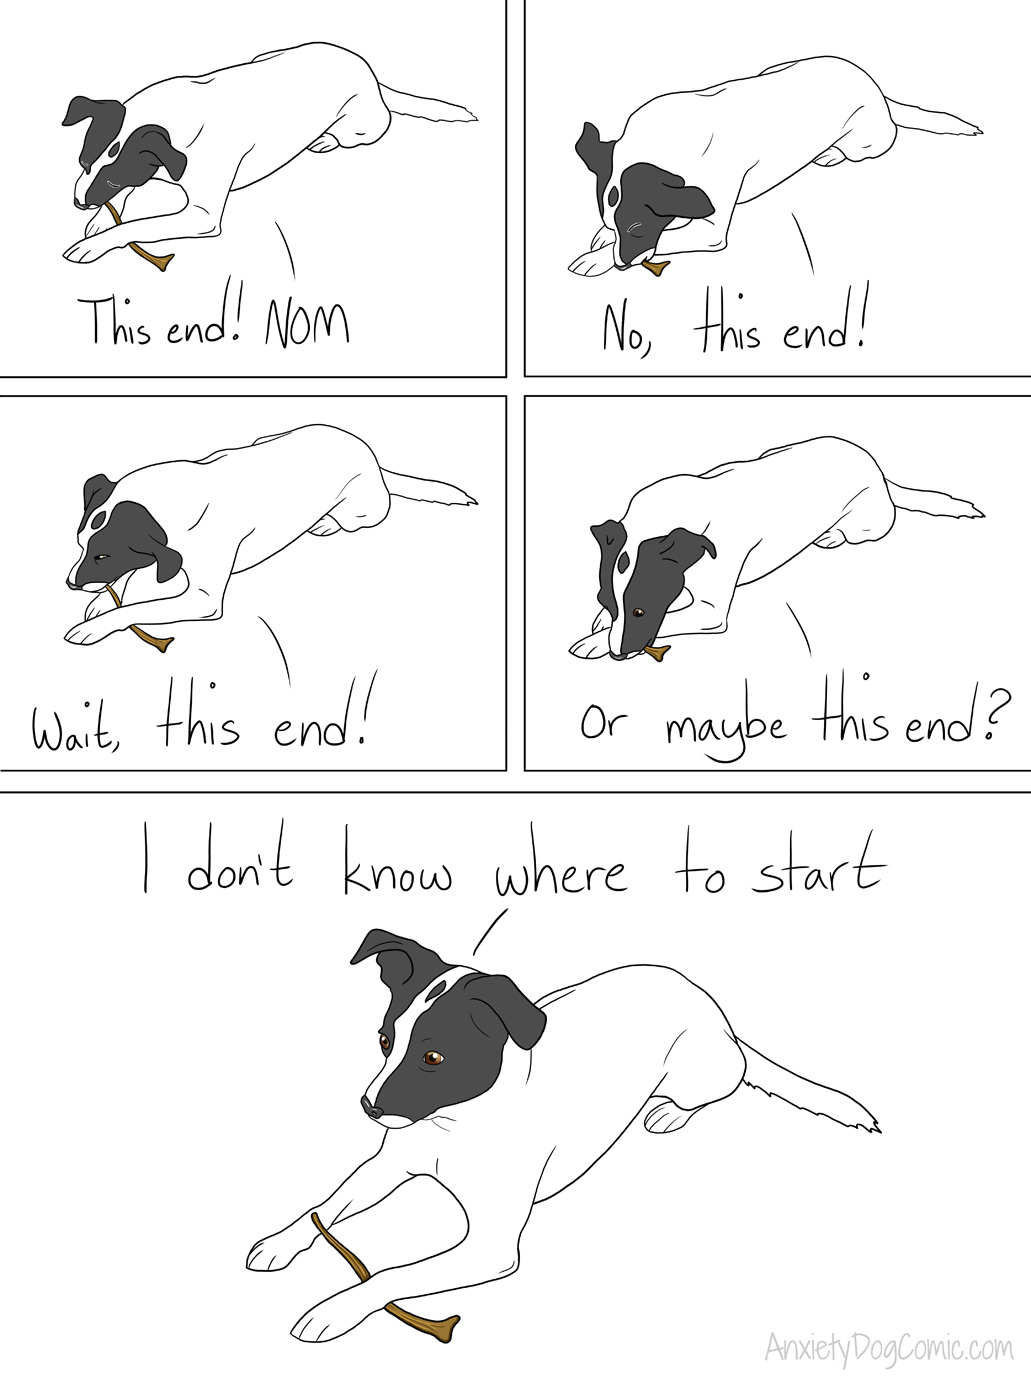 This end! NOM
No, this end!
Wait, this end!
Or maybe this end?
I don't know where to start
AnxietyDogComic.com